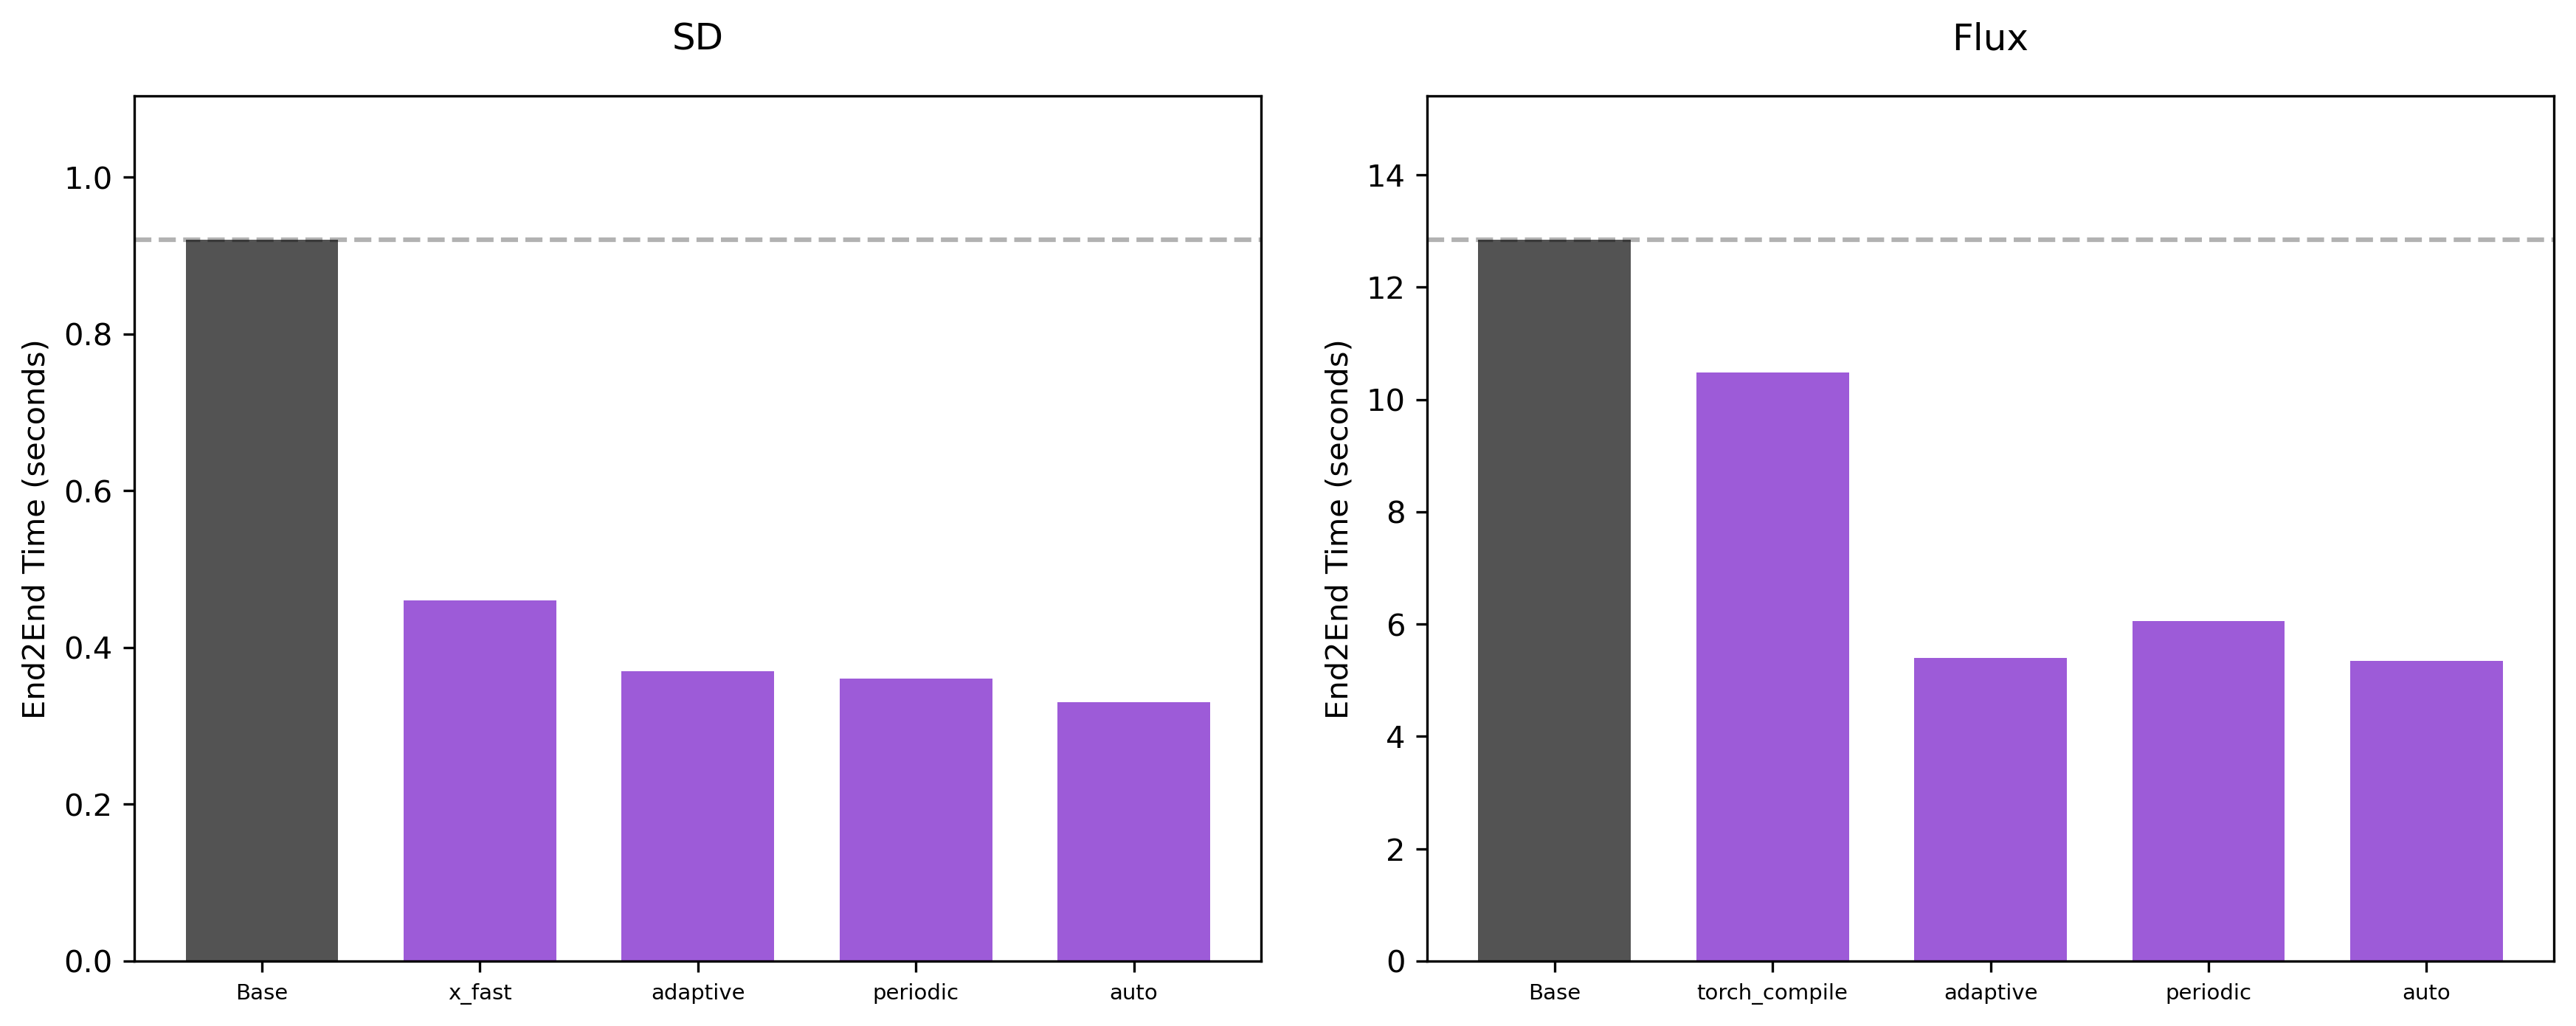 SD
End2End Time (seconds)
1.0
0.8
0.6
0.4
0.2
0.0
Base x_fast adaptive periodic auto
Flux
End2End Time (seconds)
14
12
10
8
6
4
2
0
Base torch_compile adaptive periodic auto